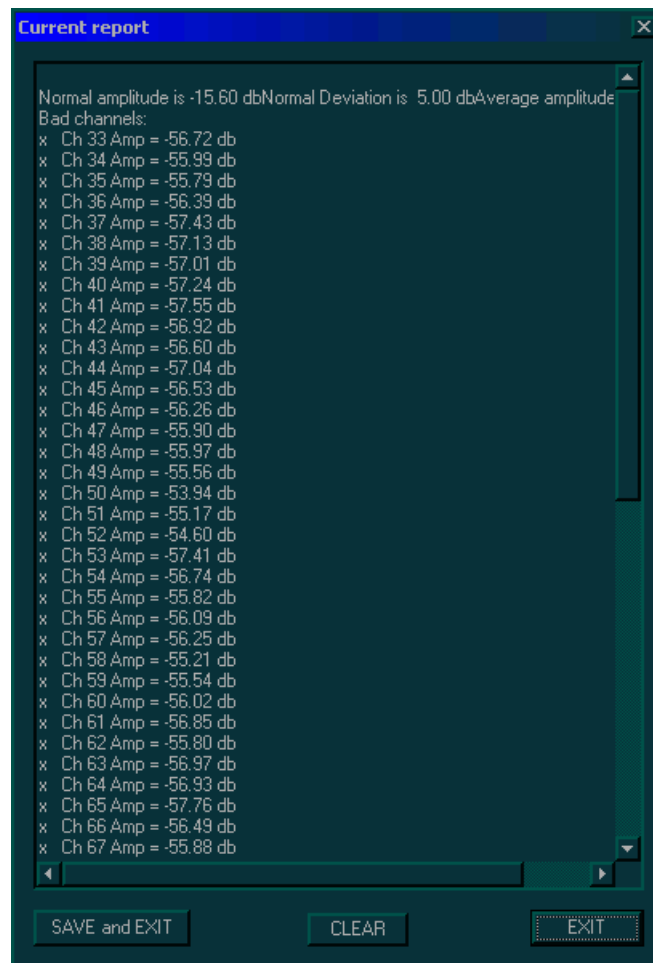 Current report
Normal amplitude is -15.60 dbNormal Deviation is  5.00 dbAverage amplitude
Bad channels:
x  Ch 33 Amp = -56.72 db
x  Ch 34 Amp = -55.99 db
x  Ch 35 Amp = -55.79 db
x  Ch 36 Amp = -56.39 db
x  Ch 37 Amp = -57.43 db
x  Ch 38 Amp = -57.13 db
x  Ch 39 Amp = -57.01 db
x  Ch 40 Amp = -57.24 db
x  Ch 41 Amp = -57.55 db
x  Ch 42 Amp = -56.92 db
x  Ch 43 Amp = -56.60 db
x  Ch 44 Amp = -57.04 db
x  Ch 45 Amp = -56.53 db
x  Ch 46 Amp = -56.26 db
x  Ch 47 Amp = -55.90 db
x  Ch 48 Amp = -55.97 db
x  Ch 49 Amp = -55.56 db
x  Ch 50 Amp = -53.94 db
x  Ch 51 Amp = -55.17 db
x  Ch 52 Amp = -54.60 db
x  Ch 53 Amp = -57.41 db
x  Ch 54 Amp = -56.74 db
x  Ch 55 Amp = -55.82 db
x  Ch 56 Amp = -56.09 db
x  Ch 57 Amp = -56.25 db
x  Ch 58 Amp = -55.21 db
x  Ch 59 Amp = -55.54 db
x  Ch 60 Amp = -56.02 db
x  Ch 61 Amp = -56.85 db
x  Ch 62 Amp = -55.80 db
x  Ch 63 Amp = -56.97 db
x  Ch 64 Amp = -56.93 db
x  Ch 65 Amp = -57.76 db
x  Ch 66 Amp = -56.49 db
x  Ch 67 Amp = -55.88 db
SAVE and EXIT
CLEAR
EXIT